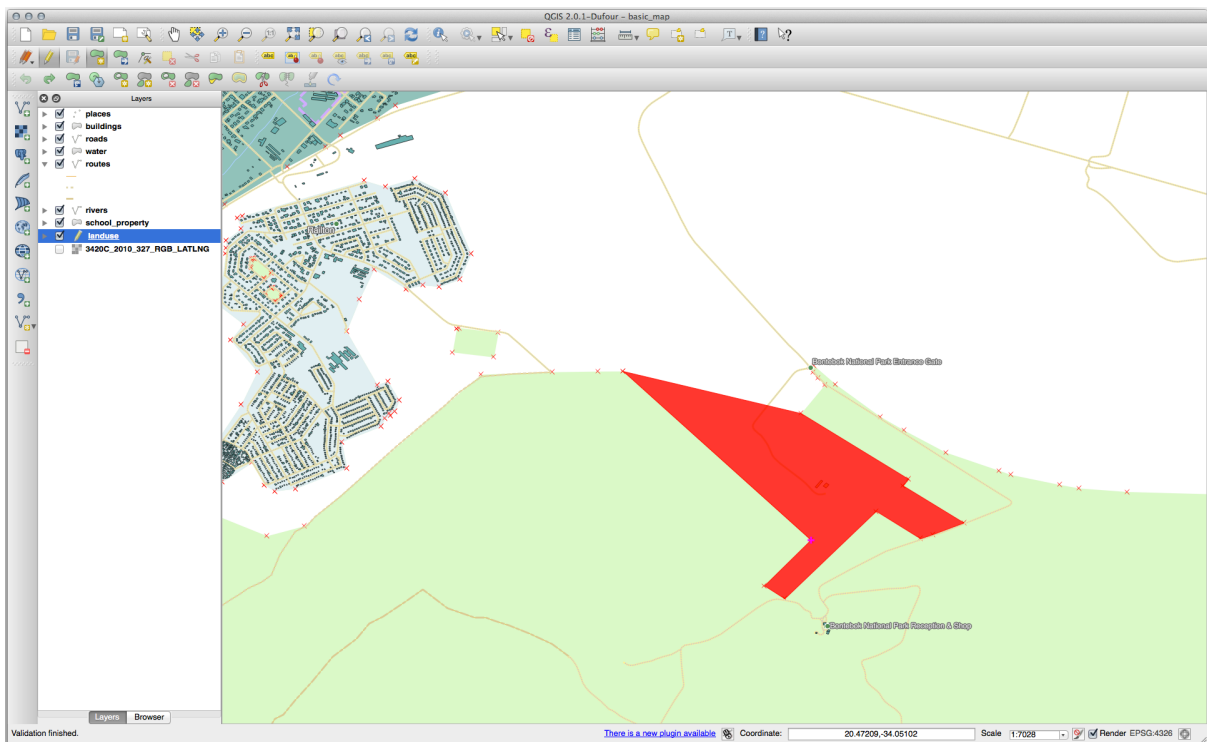 QGIS 2.0.1-Dufour - basic_map
Layers
places
buildings
roads
water
routes
rivers
school_property
landuse
3420C_2010_327_RGB_LATLNG
Railton
Bontebok National Park Entrance Gate
Bontebok National Park Reception & Shop
Layers Browser
Validation finished. There is a new plugin available Coordinate: 20.47209,-34.05102 Scale 1:7028 Render EPSG:4326